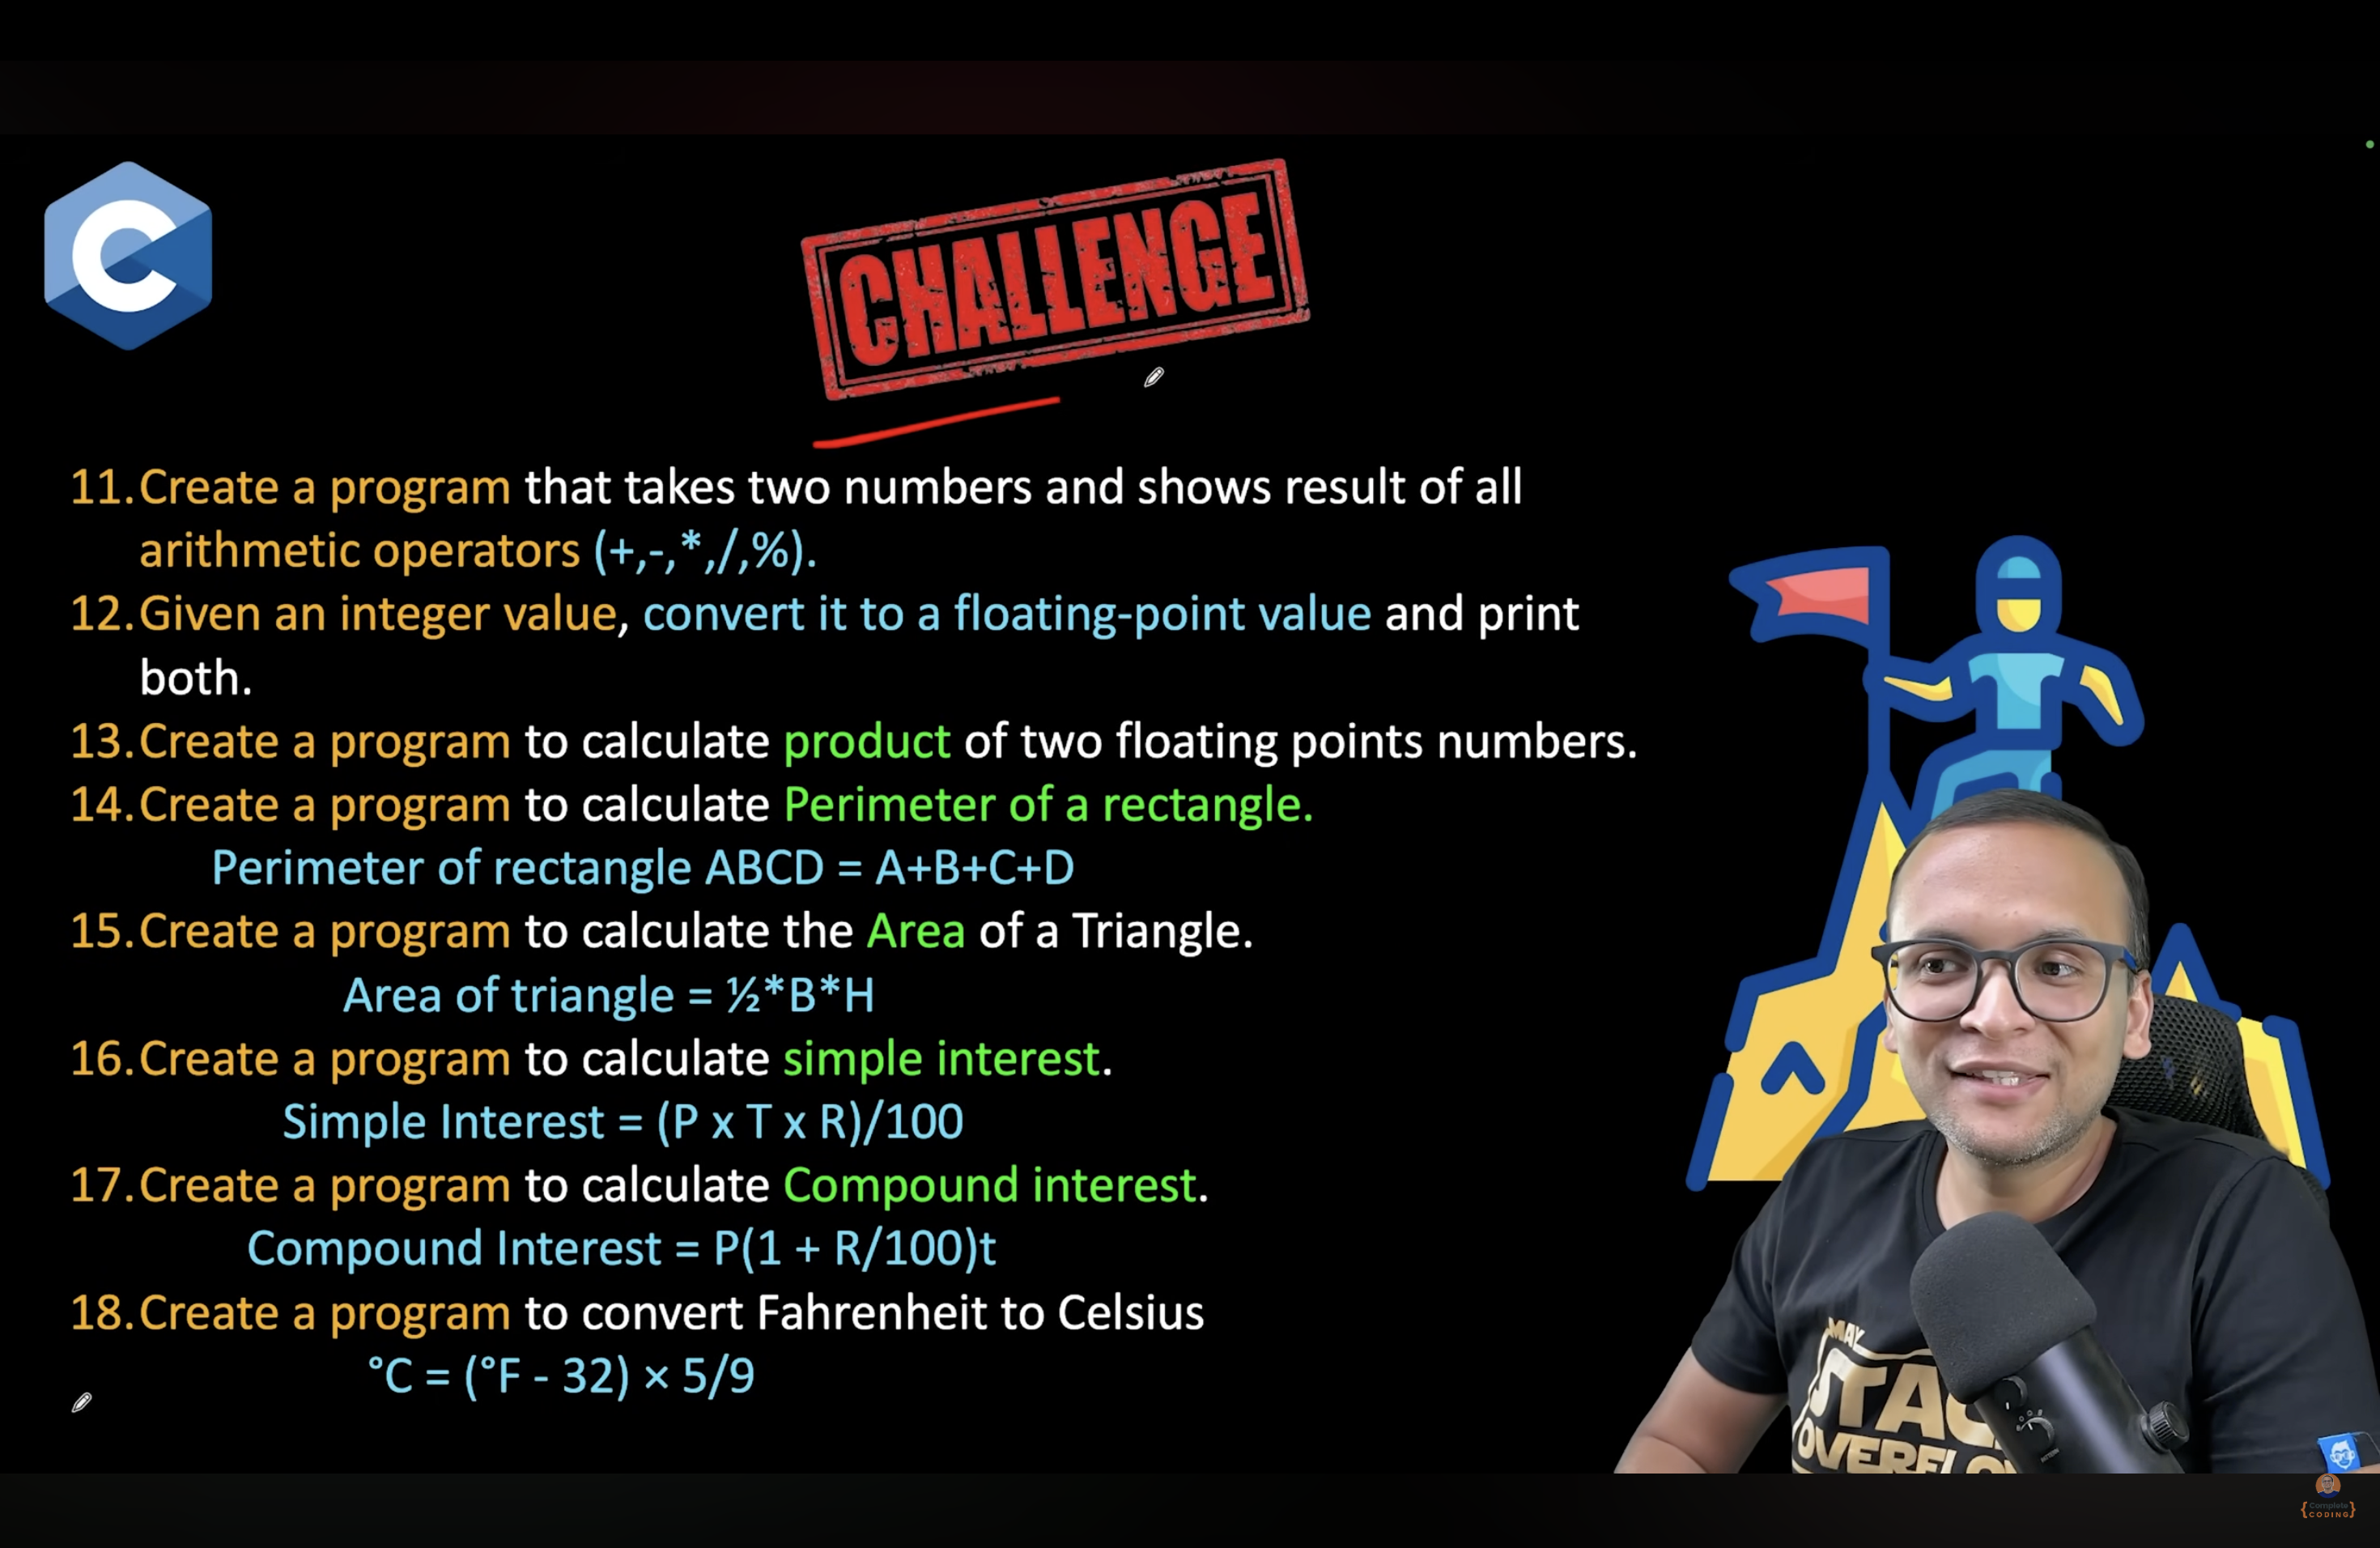 CHALLENGE
11. Create a program that takes two numbers and shows result of all
arithmetic operators (+,-,*,/,%).
12. Given an integer value, convert it to a floating-point value and print
both.
13. Create a program to calculate product of two floating points numbers.
14. Create a program to calculate Perimeter of a rectangle.
Perimeter of rectangle ABCD = A+B+C+D
15. Create a program to calculate the Area of a Triangle.
Area of triangle = ½*B*H
16. Create a program to calculate simple interest.
Simple Interest = (P x T x R)/100
17. Create a program to calculate Compound interest.
Compound Interest = P(1 + R/100)t
18. Create a program to convert Fahrenheit to Celsius
°C = (°F - 32) × 5/9
C
MAY
STAC
OVERFLO
{Complete}
CODING